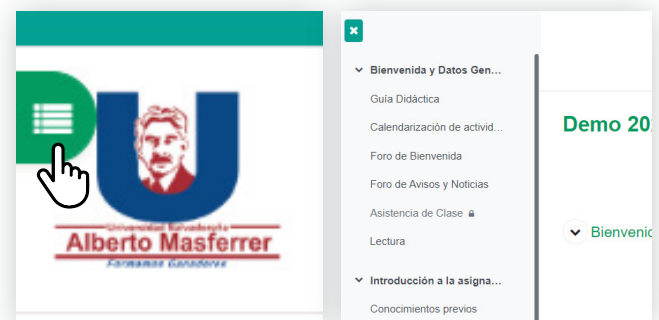 Universidad Salvadoreña
Alberto Masferrer
Formamos Ganadores
Bienvenida y Datos Gen...
Guía Didáctica
Calendarización de activid...
Foro de Bienvenida
Foro de Avisos y Noticias
Asistencia de Clase
Lectura
Introducción a la asigna...
Conocimientos previos
Demo 20
Bienvenid